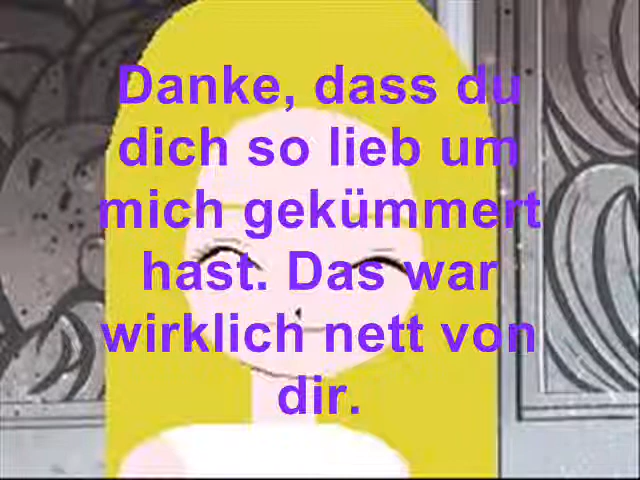 Danke, dass du
dich so lieb um
mich gekümmert
hast. Das war
wirklich nett von
dir.